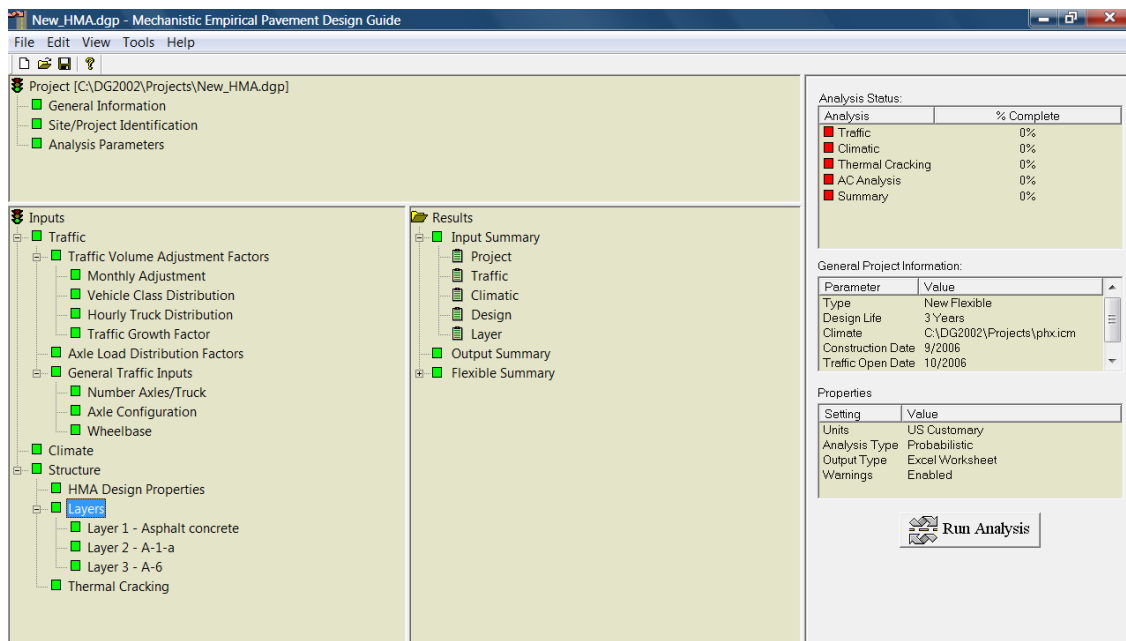 New_HMA.dgp - Mechanistic Empirical Pavement Design Guide
File Edit View Tools Help
Project [C:\DG2002\Projects\New_HMA.dgp]
General Information
Site/Project Identification
Analysis Parameters
Inputs
Traffic
Traffic Volume Adjustment Factors
Monthly Adjustment
Vehicle Class Distribution
Hourly Truck Distribution
Traffic Growth Factor
Axle Load Distribution Factors
General Traffic Inputs
Number Axles/Truck
Axle Configuration
Wheelbase
Climate
Structure
HMA Design Properties
Layers
Layer 1 - Asphalt concrete
Layer 2 - A-1-a
Layer 3 - A-6
Thermal Cracking
Results
Input Summary
Project
Traffic
Climatic
Design
Layer
Output Summary
Flexible Summary
Analysis Status:
Analysis % Complete
Traffic 0%
Climatic 0%
Thermal Cracking 0%
AC Analysis 0%
Summary 0%
General Project Information:
Parameter Value
Type New Flexible
Design Life 3 Years
Climate C:\DG2002\Projects\phx.icm
Construction Date 9/2006
Traffic Open Date 10/2006
Properties
Setting Value
Units US Customary
Analysis Type Probabilistic
Output Type Excel Worksheet
Warnings Enabled
Run Analysis